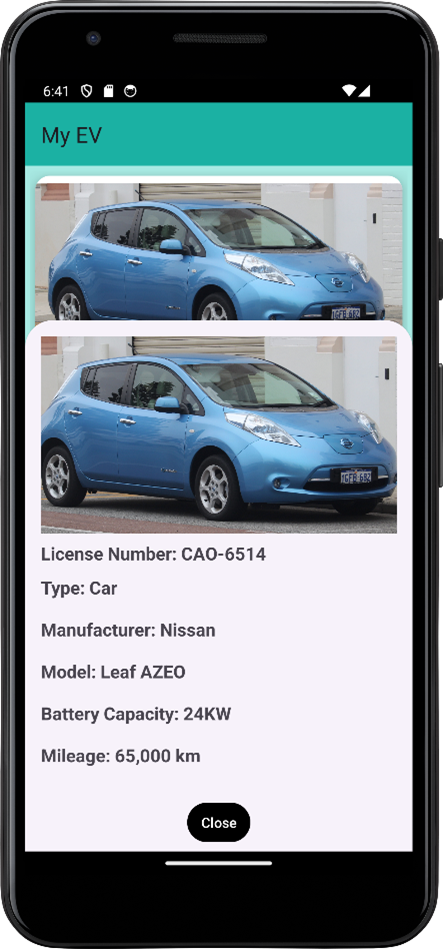 6:41
My EV
License Number: CAO-6514
Type: Car
Manufacturer: Nissan
Model: Leaf AZEO
Battery Capacity: 24KW
Mileage: 65,000 km
Close